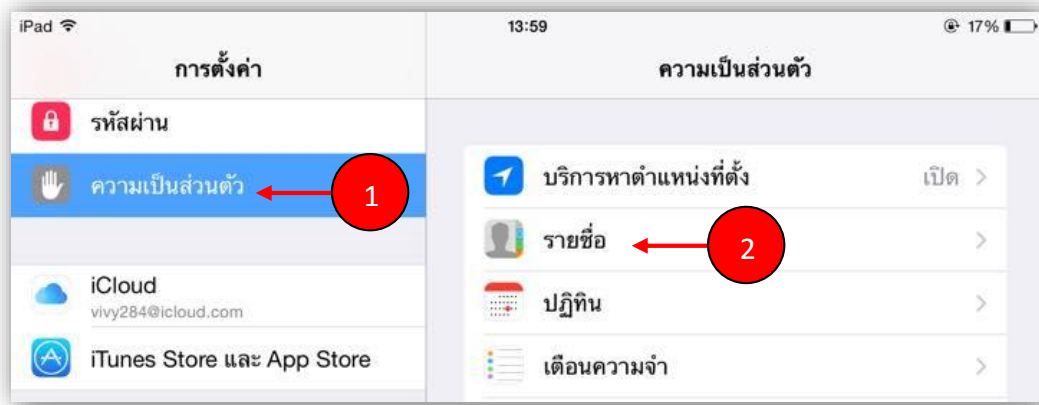 iPad 13:59 17%
การตั้งค่า
รหัสผ่าน
ความเป็นส่วนตัว
1
iCloud
vivy284@icloud.com
iTunes Store และ App Store
ความเป็นส่วนตัว
บริการหาตำแหน่งที่ตั้ง เปิด
รายชื่อ
2
ปฏิทิน
เตือนความจำ